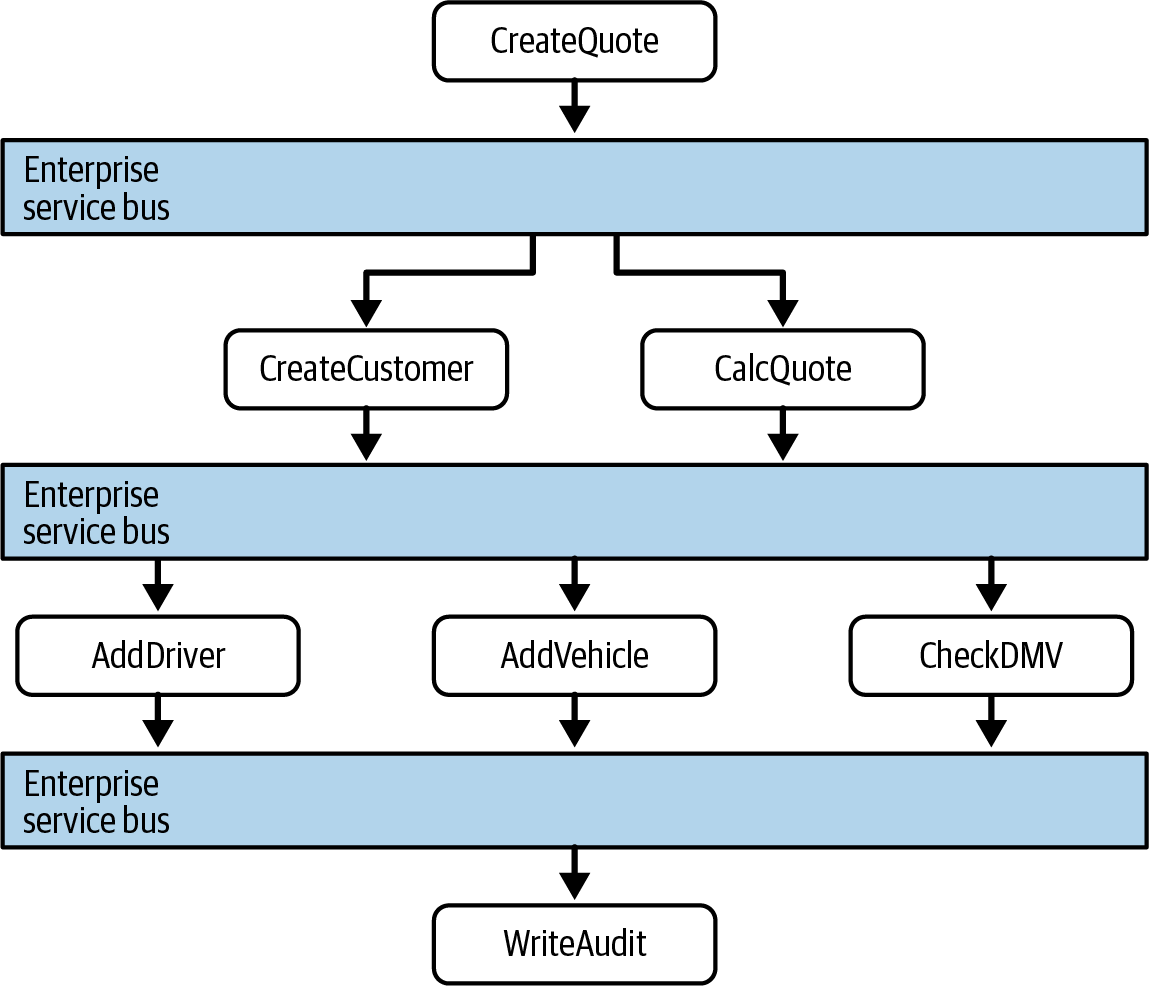 CreateQuote
Enterprise
service bus
CreateCustomer
CalcQuote
Enterprise
service bus
AddDriver
AddVehicle
CheckDMV
Enterprise
service bus
WriteAudit